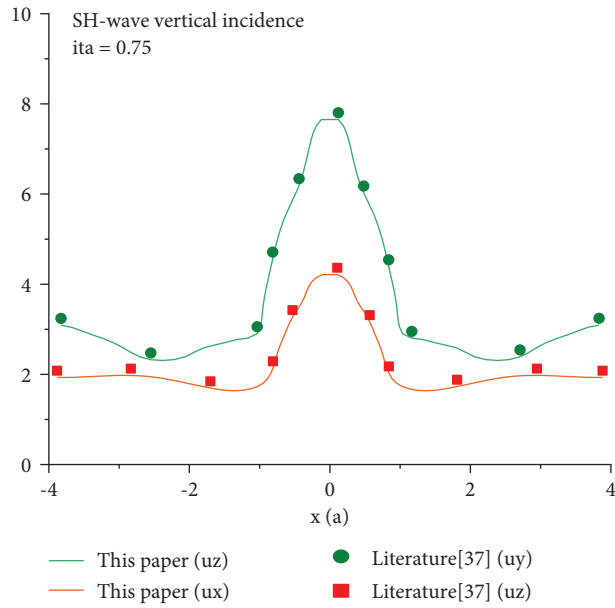 10
SH-wave vertical incidence
ita = 0.75
8
6
4
2
0
-4 -2 0 2 4
x (a)
This paper (uz) Literature[37] (uy)
This paper (ux) Literature[37] (uz)